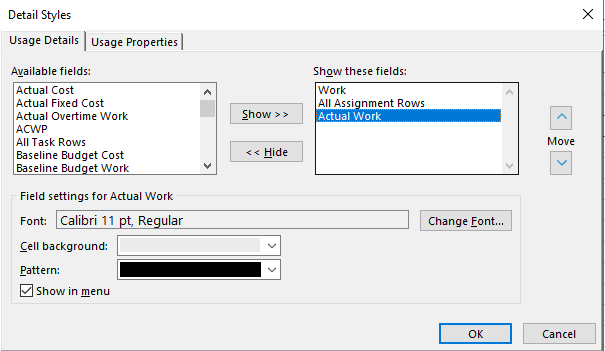 Detail Styles
Usage Details Usage Properties
Available fields: Show these fields:
Actual Cost
Actual Fixed Cost
Actual Overtime Work
ACWP
All Task Rows
Baseline Budget Cost
Baseline Budget Work
Show >>
<< Hide
Work
All Assignment Rows
Actual Work
Move
Field settings for Actual Work
Font: Calibri 11 pt, Regular Change Font...
Cell background:
Pattern:
Show in menu
OK Cancel